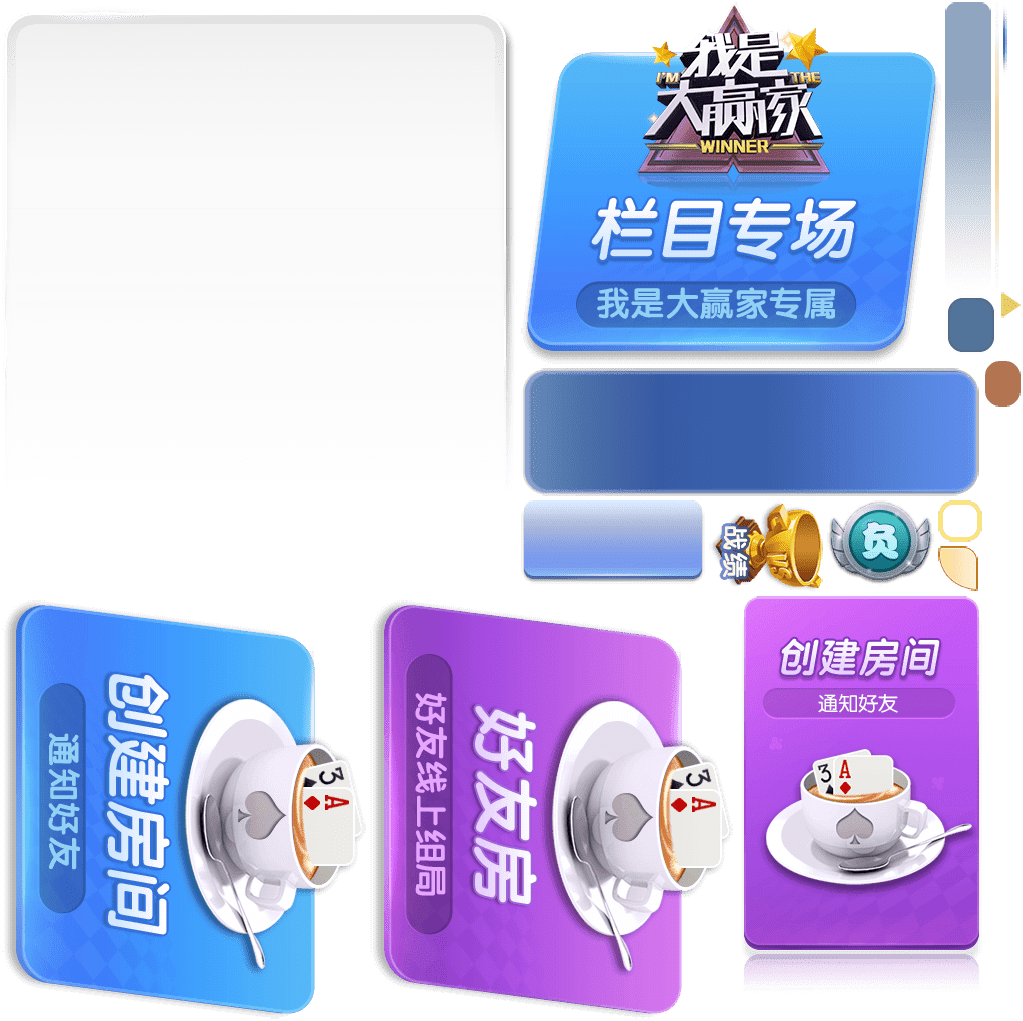 我是
I'M THE
大赢家
WINNER
栏目专场
我是大赢家专属
战绩
负
创建房间
通知好友
3 A
好友房
好友线上组局
3 A
创建房间
通知好友
3 A